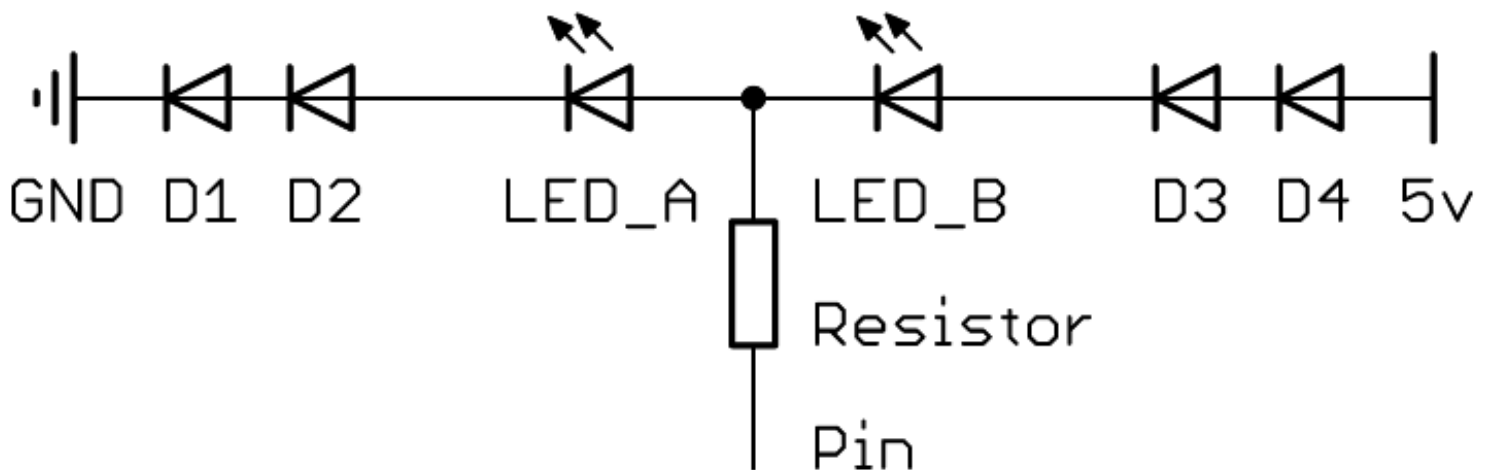 GND D1 D2 LED_A LED_B D3 D4 5v
Resistor
Pin